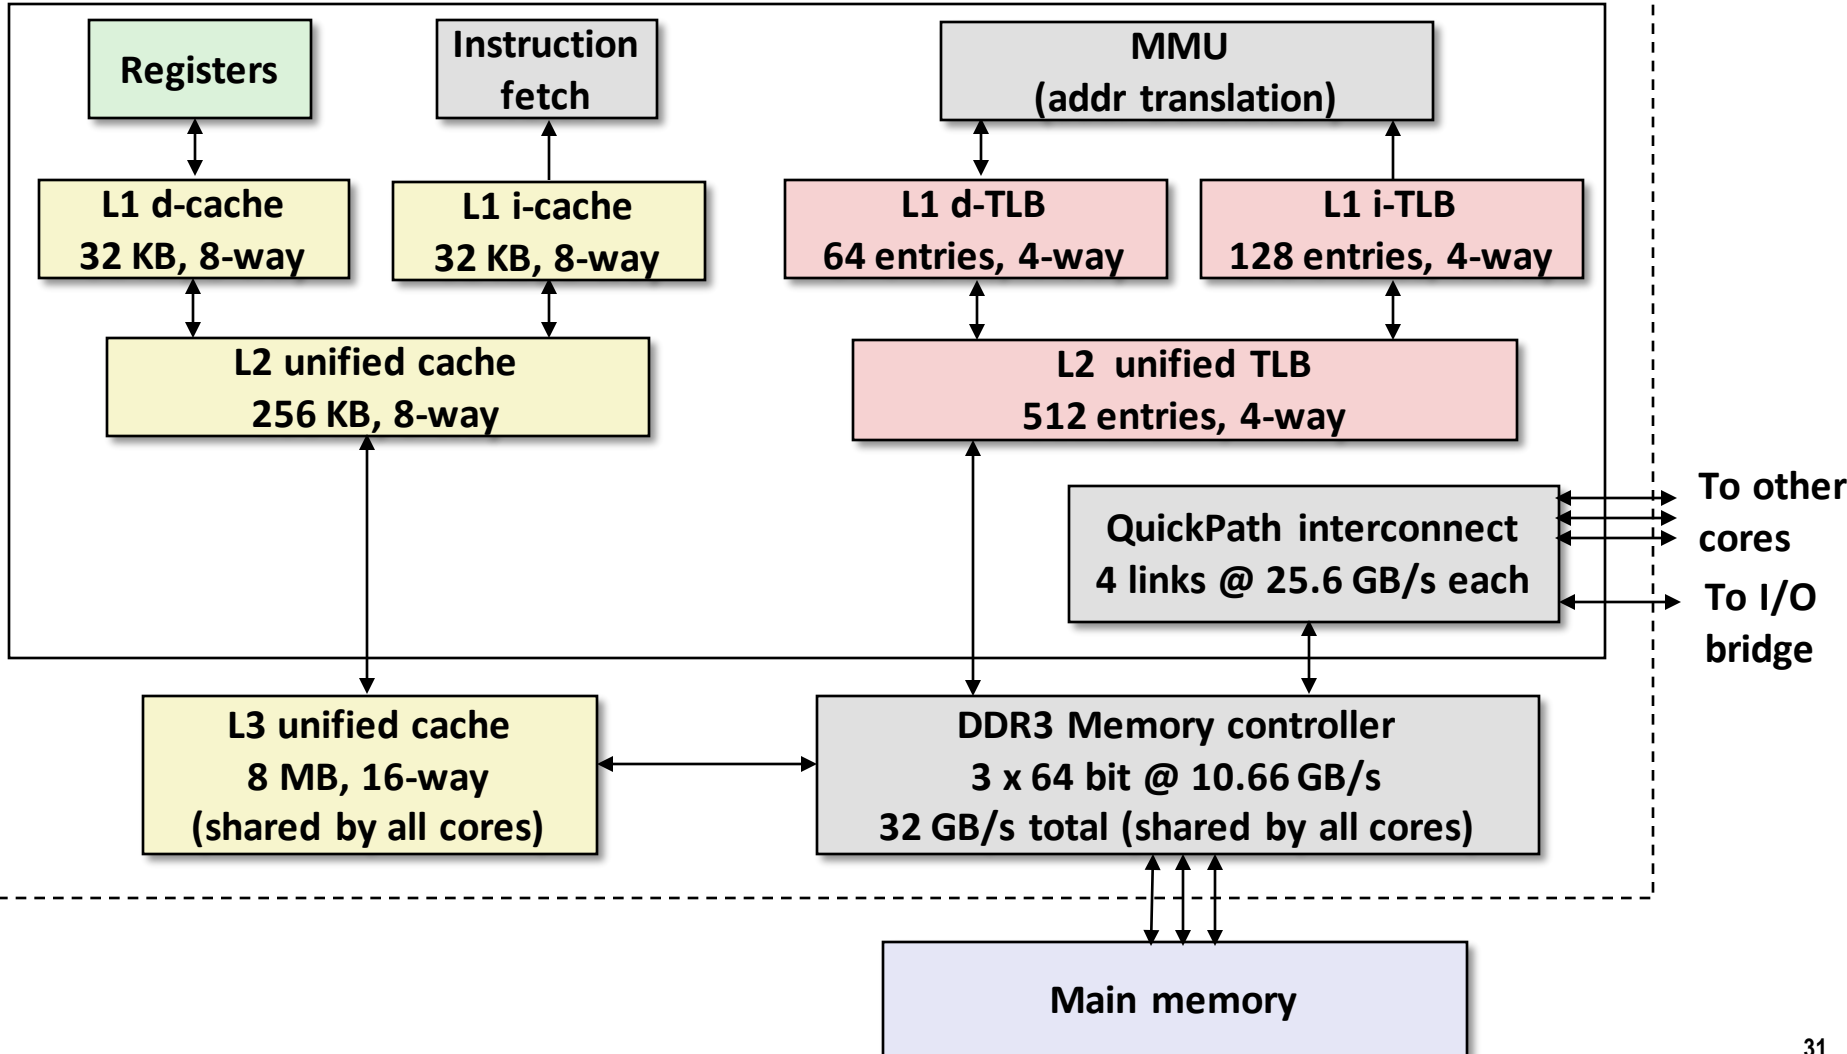 Registers
Instruction
fetch
MMU
(addr translation)
L1 d-cache
32 KB, 8-way
L1 i-cache
32 KB, 8-way
L1 d-TLB
64 entries, 4-way
L1 i-TLB
128 entries, 4-way
L2 unified cache
256 KB, 8-way
L2 unified TLB
512 entries, 4-way
QuickPath interconnect
4 links @ 25.6 GB/s each
To other
cores
To I/O
bridge
L3 unified cache
8 MB, 16-way
(shared by all cores)
DDR3 Memory controller
3 x 64 bit @ 10.66 GB/s
32 GB/s total (shared by all cores)
Main memory
31